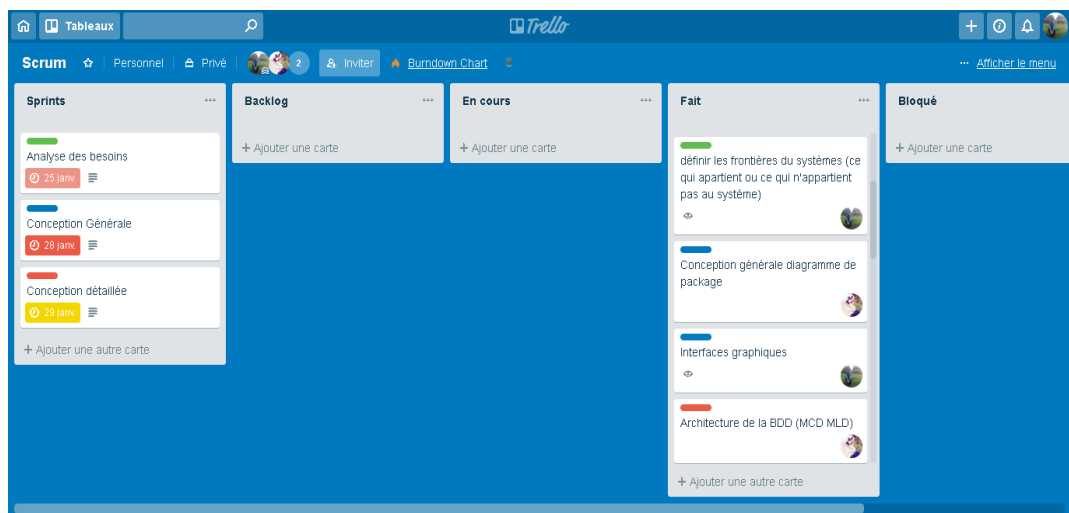 Tableaux
Trello
Scrum
Personnel
Privé
2
Inviter
Burndown Chart
Afficher le menu
Sprints
Analyse des besoins
25 janv.
Conception Générale
28 janv.
Conception détaillée
29 janv.
+ Ajouter une autre carte
Backlog
+ Ajouter une carte
En cours
+ Ajouter une carte
Fait
définir les frontières du systèmes (ce
qui apartient ou ce qui n'appartient
pas au système)
Conception générale diagramme de
package
Interfaces graphiques
Architecture de la BDD (MCD MLD)
+ Ajouter une autre carte
Bloqué
+ Ajouter une carte